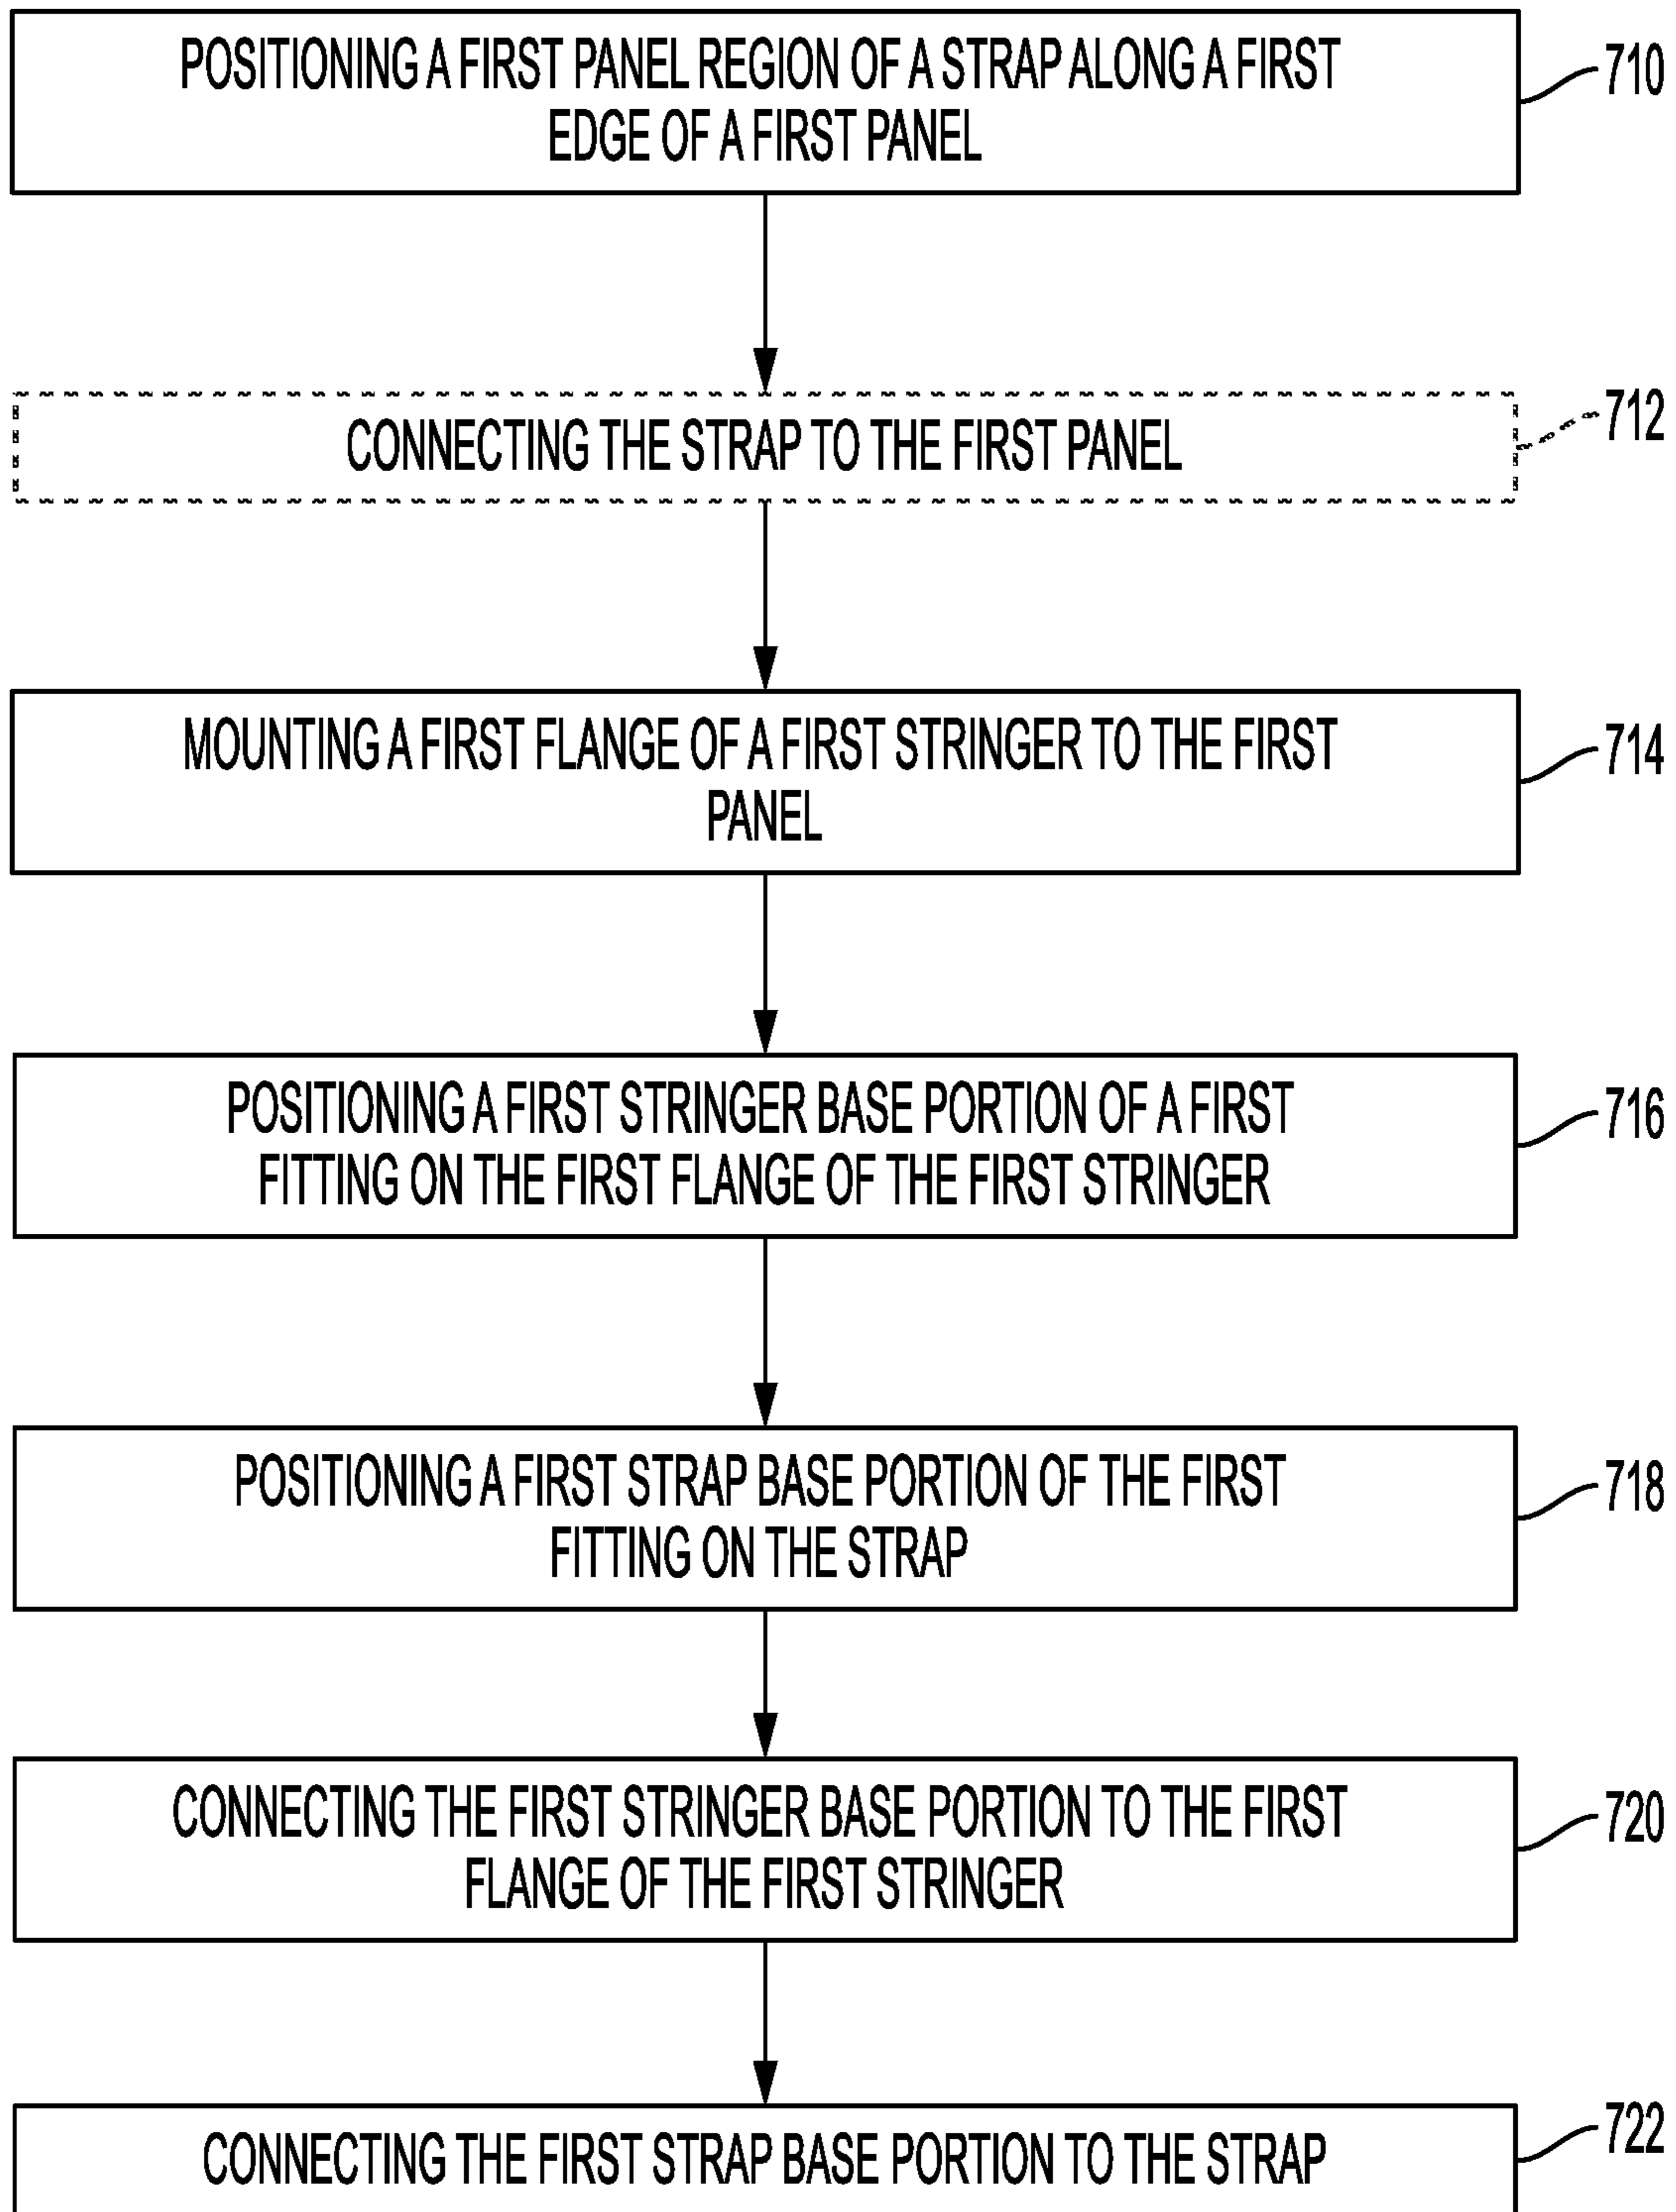 POSITIONING A FIRST PANEL REGION OF A STRAP ALONG A FIRST
EDGE OF A FIRST PANEL
710
CONNECTING THE STRAP TO THE FIRST PANEL
712
MOUNTING A FIRST FLANGE OF A FIRST STRINGER TO THE FIRST
PANEL
714
POSITIONING A FIRST STRINGER BASE PORTION OF A FIRST
FITTING ON THE FIRST FLANGE OF THE FIRST STRINGER
716
POSITIONING A FIRST STRAP BASE PORTION OF THE FIRST
FITTING ON THE STRAP
718
CONNECTING THE FIRST STRINGER BASE PORTION TO THE FIRST
FLANGE OF THE FIRST STRINGER
720
CONNECTING THE FIRST STRAP BASE PORTION TO THE STRAP
722